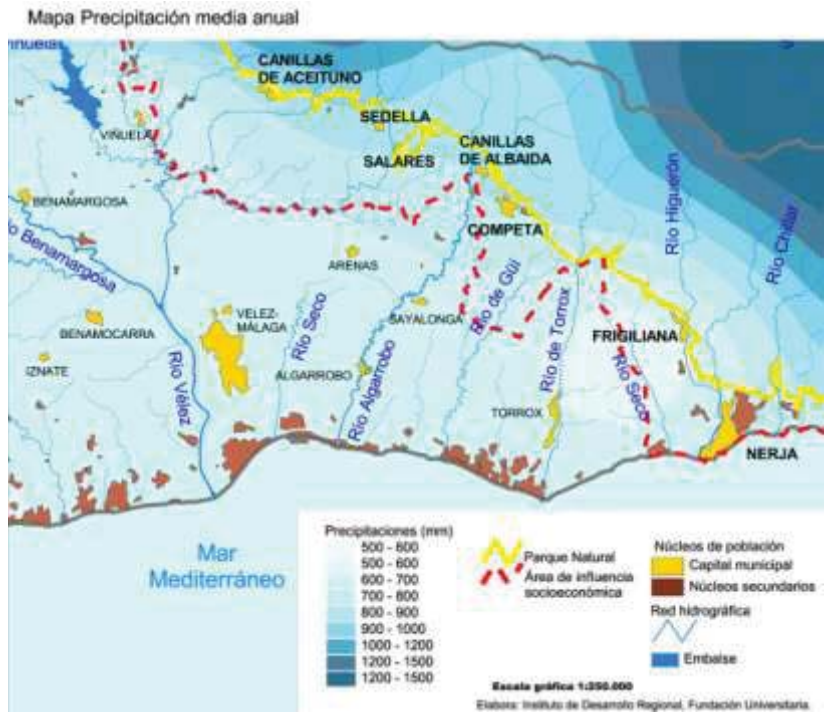 Mapa Precipitación media anual
CANILLAS
DE ACEITUNO
SEDELLA
VIÑUELA
SALARES
CANILLAS
DE ALBAIDA
BENAMARGOSA
COMPETA
Río Higuerón
Río Chillar
Río Benamargosa
ARENAS
Río de Güi
VELEZ-
MÁLAGA
Río Seco
SAYALONGA
BENAMOCARRA
Río de Torrox
FRIGILIANA
IZNATE
Río Vélez
ALGARROBO
Río Algarrobo
Río Seco
TORROX
NERJA
Mar
Mediterráneo
Precipitaciones (mm)
500 - 600
500 - 600
600 - 700
700 - 800
800 - 900
900 - 1000
1000 - 1200
1200 - 1500
1200 - 1500
Parque Natural
Área de influencia
socioeconómica
Núcleos de población
Capital municipal
Núcleos secundarios
Red hidrográfica
Embalse
Escala gráfica 1:350.000
Elabora: Instituto de Desarrollo Regional, Fundación Universitaria.